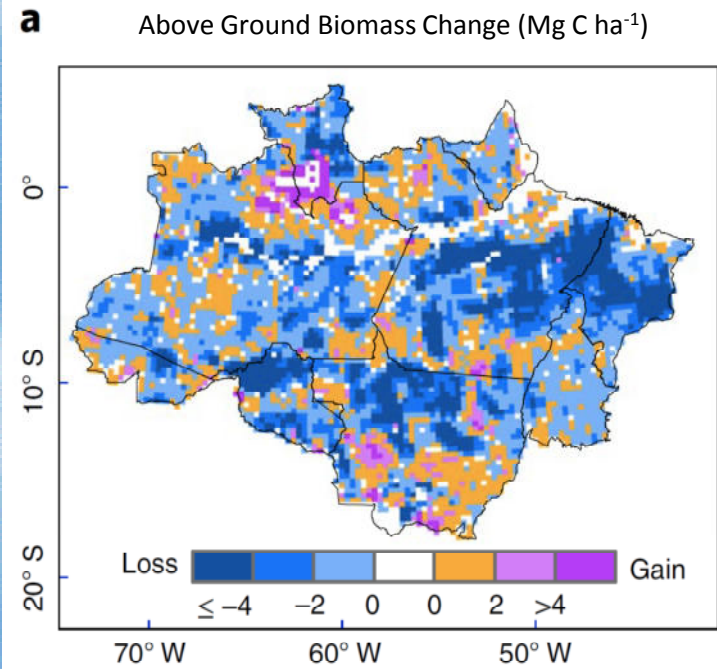 a
Above Ground Biomass Change (Mg C ha⁻¹)
0°
10° S
20° S
Loss
Gain
≤ −4 −2 0 0 2 >4
70° W 60° W 50° W